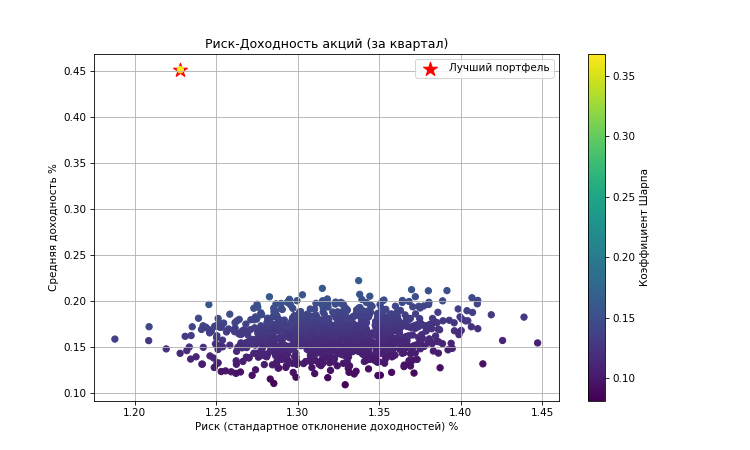 Риск-Доходность акций (за квартал)
Лучший портфель
Средняя доходность %
0.45
0.40
0.35
0.30
0.25
0.20
0.15
0.10
1.20 1.25 1.30 1.35 1.40 1.45
Риск (стандартное отклонение доходностей) %
0.35
0.30
0.25
0.20
0.15
0.10
Коэффициент Шарпа